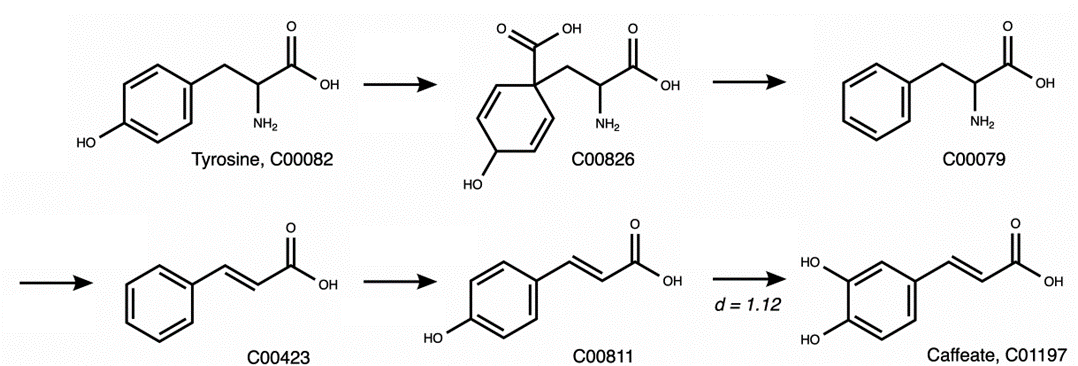 O
OH
NH₂
HO
Tyrosine, C00082
O
OH
O
OH
NH₂
HO
C00826
O
OH
NH₂
C00079
O
OH
C00423
O
OH
HO
C00811
d = 1.12
O
OH
HO
HO
Caffeate, C01197